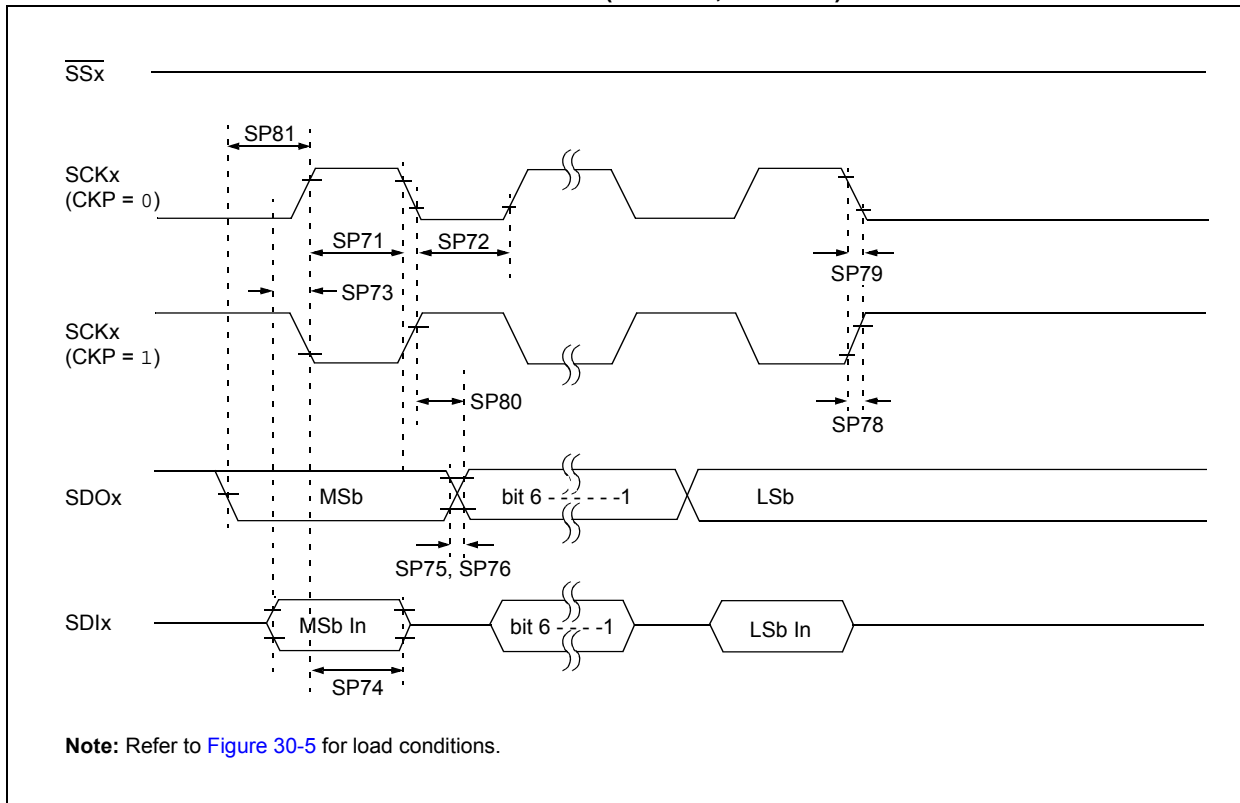 SSx
SP81
SCKx
(CKP = 0)
SP71
SP72
SP79
SP73
SCKx
(CKP = 1)
SP80
SP78
SDOx
MSb
bit 6 - - - - - -1
LSb
SP75, SP76
SDIx
MSb In
bit 6 - - - -1
LSb In
SP74
Note: Refer to Figure 30-5 for load conditions.